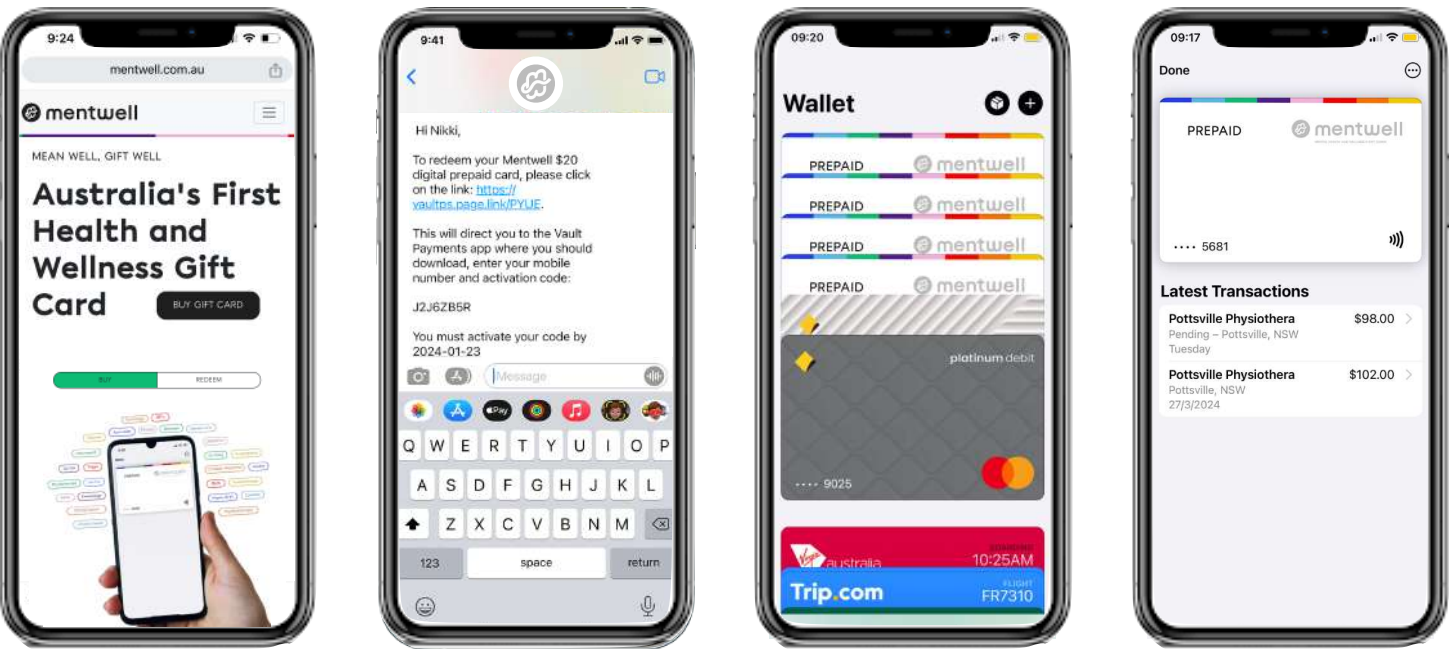 9:24
mentwell.com.au
mentwell
MEAN WELL, GIFT WELL
Australia's First
Health and
Wellness Gift
Card
BUY GIFT CARD
BUY
REDEEM
9:41
Hi Nikki,
To redeem your Mentwell $20
digital prepaid card, please click
on the link: https://
vaultps.page.link/PYUE.
This will direct you to the Vault
Payments app where you should
download, enter your mobile
number and activation code:
J2J6ZB5R
You must activate your code by
2024-01-23
iMessage
Pay
Q W E R T Y U I O P
A S D F G H J K L
Z X C V B N M
123
space
return
09:20
Wallet
PREPAID mentwell
PREPAID mentwell
PREPAID mentwell
PREPAID mentwell
platinum debit
•••• 9025
Virgin
australia
10:25AM
Trip.com
FLIGHT
FR7310
09:17
Done
PREPAID
mentwell
•••• 5681
Latest Transactions
Pottsville Physiothera $98.00
Pending – Pottsville, NSW
Tuesday
Pottsville Physiothera $102.00
Pottsville, NSW
27/3/2024